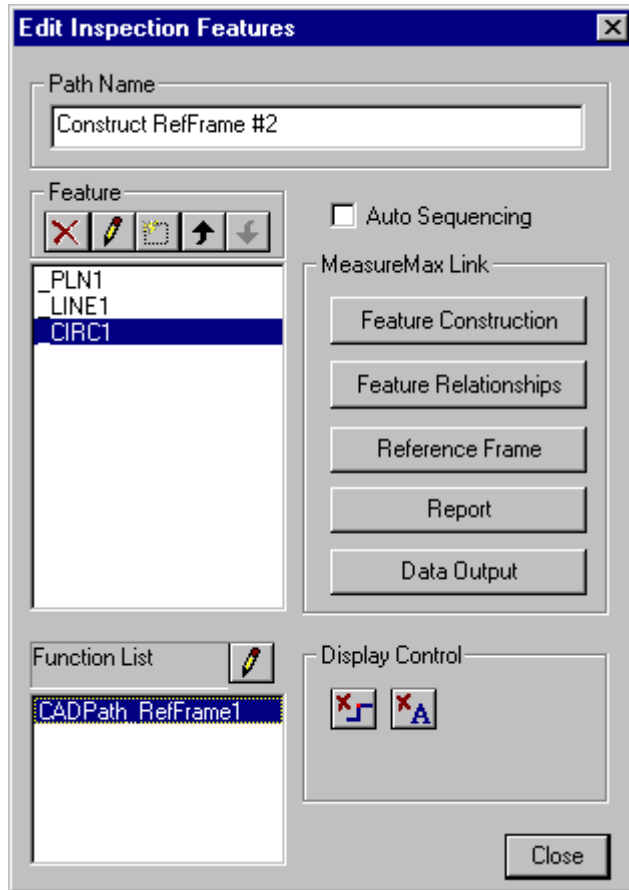 Edit Inspection Features
Path Name
Construct RefFrame #2
Feature
Auto Sequencing
_PLN1
_LINE1
_CIRC1
MeasureMax Link
Feature Construction
Feature Relationships
Reference Frame
Report
Data Output
Function List
CADPath_RefFrame1
Display Control
A
Close